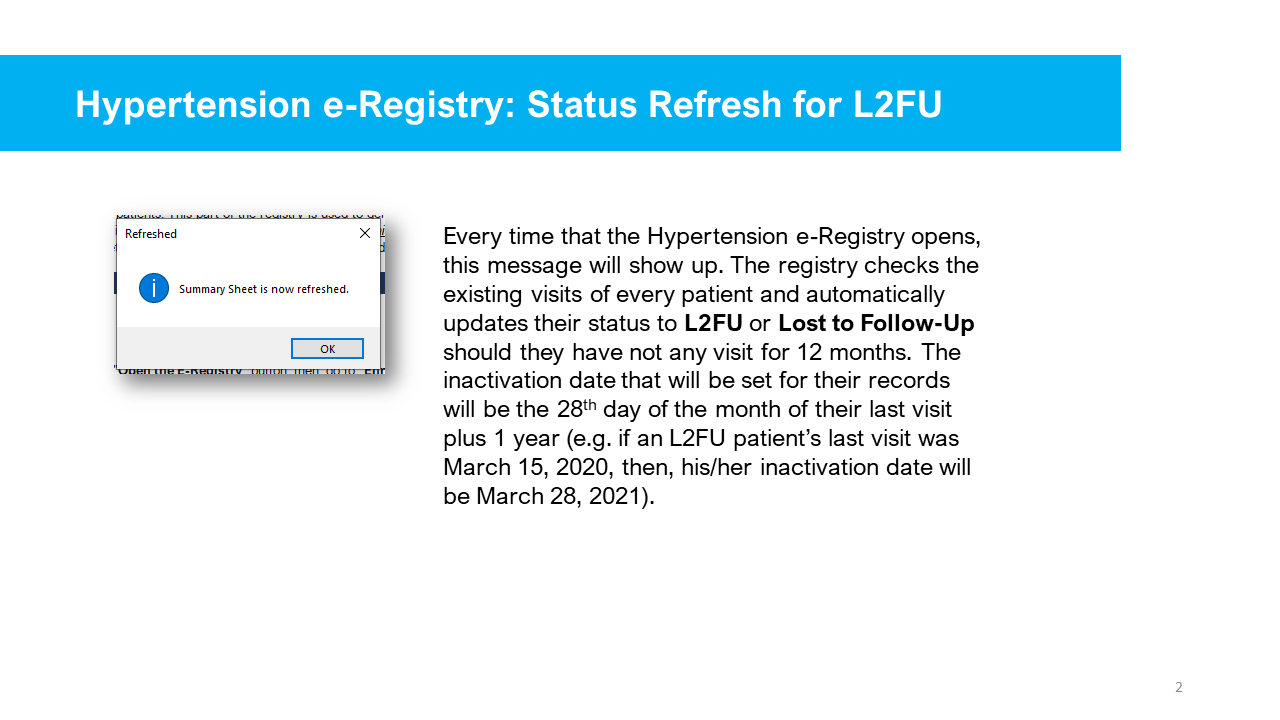 Hypertension e-Registry: Status Refresh for L2FU
patients. This part of the registry is used to
Refreshed
Summary Sheet is now refreshed.
OK
"Open the E-Registry" button then go to
Every time that the Hypertension e-Registry opens,
this message will show up. The registry checks the
existing visits of every patient and automatically
updates their status to L2FU or Lost to Follow-Up
should they have not any visit for 12 months. The
inactivation date that will be set for their records
will be the 28th day of the month of their last visit
plus 1 year (e.g. if an L2FU patient’s last visit was
March 15, 2020, then, his/her inactivation date will
be March 28, 2021).
2